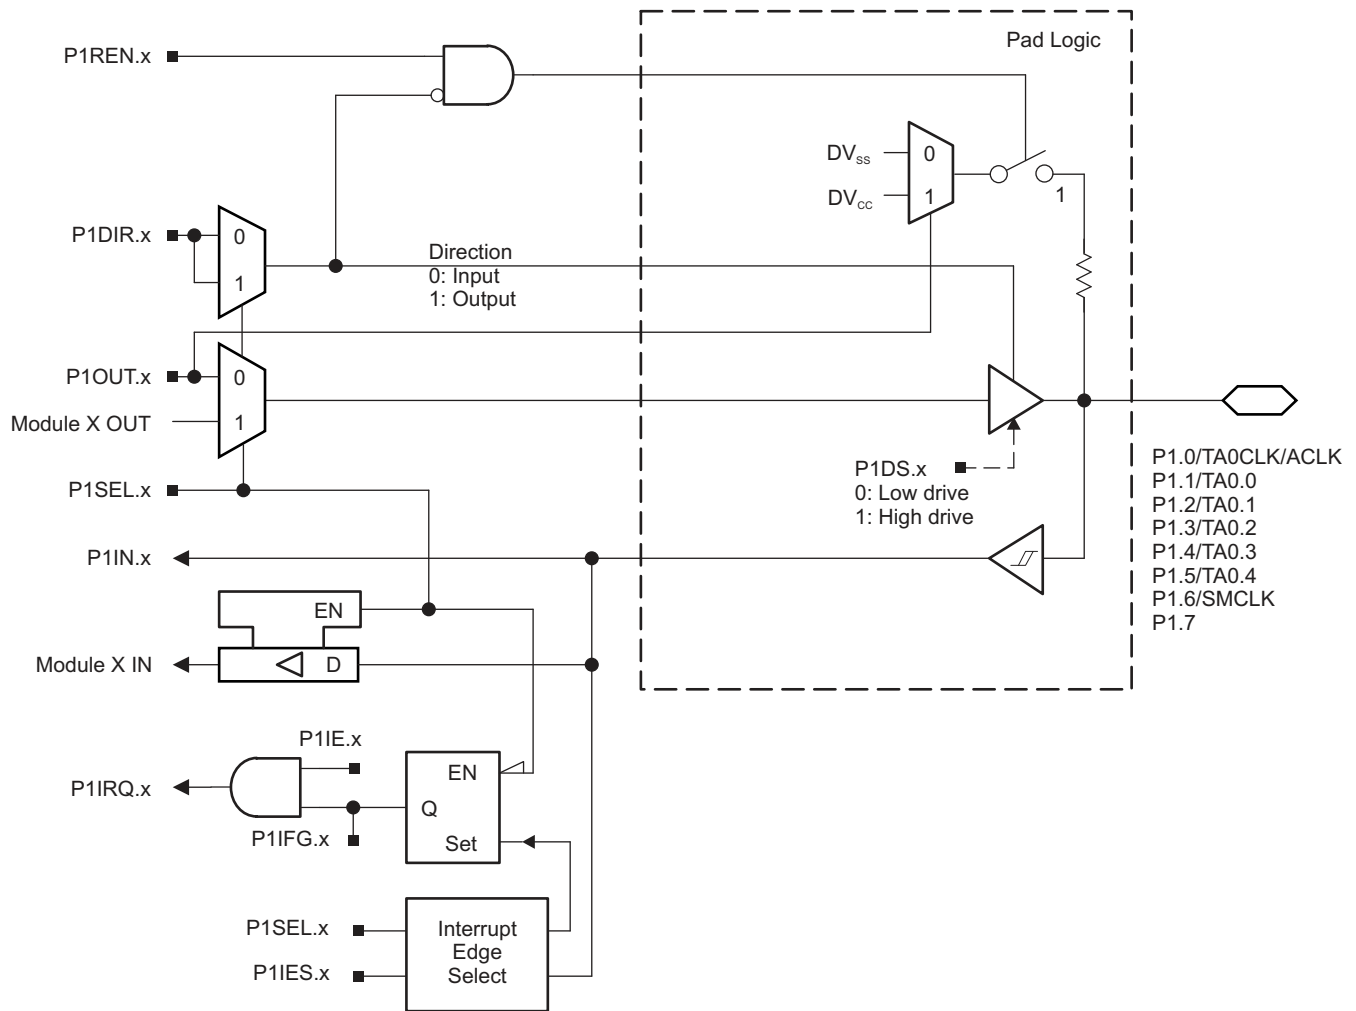 Pad Logic
P1REN.x
DVSS
0
DVCC
1
1
P1DIR.x
0
1
Direction
0: Input
1: Output
P1OUT.x
0
Module X OUT
1
P1SEL.x
P1DS.x
0: Low drive
1: High drive
P1.0/TA0CLK/ACLK
P1.1/TA0.0
P1.2/TA0.1
P1.3/TA0.2
P1.4/TA0.3
P1.5/TA0.4
P1.6/SMCLK
P1.7
P1IN.x
EN
Module X IN
D
P1IE.x
P1IRQ.x
EN
Q
P1IFG.x
Set
P1SEL.x
P1IES.x
Interrupt
Edge
Select